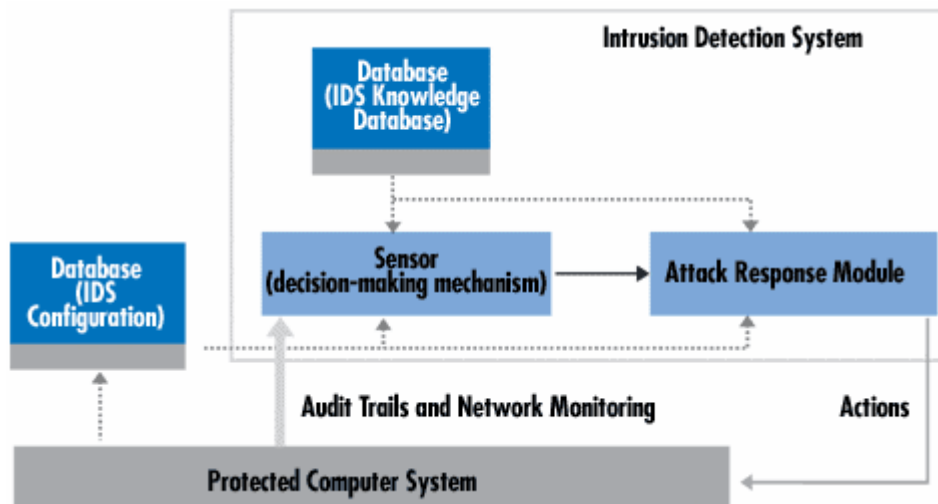 Intrusion Detection System
Database
(IDS Knowledge
Database)
Sensor
(decision-making mechanism)
Attack Response Module
Database
(IDS
Configuration)
Audit Trails and Network Monitoring
Actions
Protected Computer System